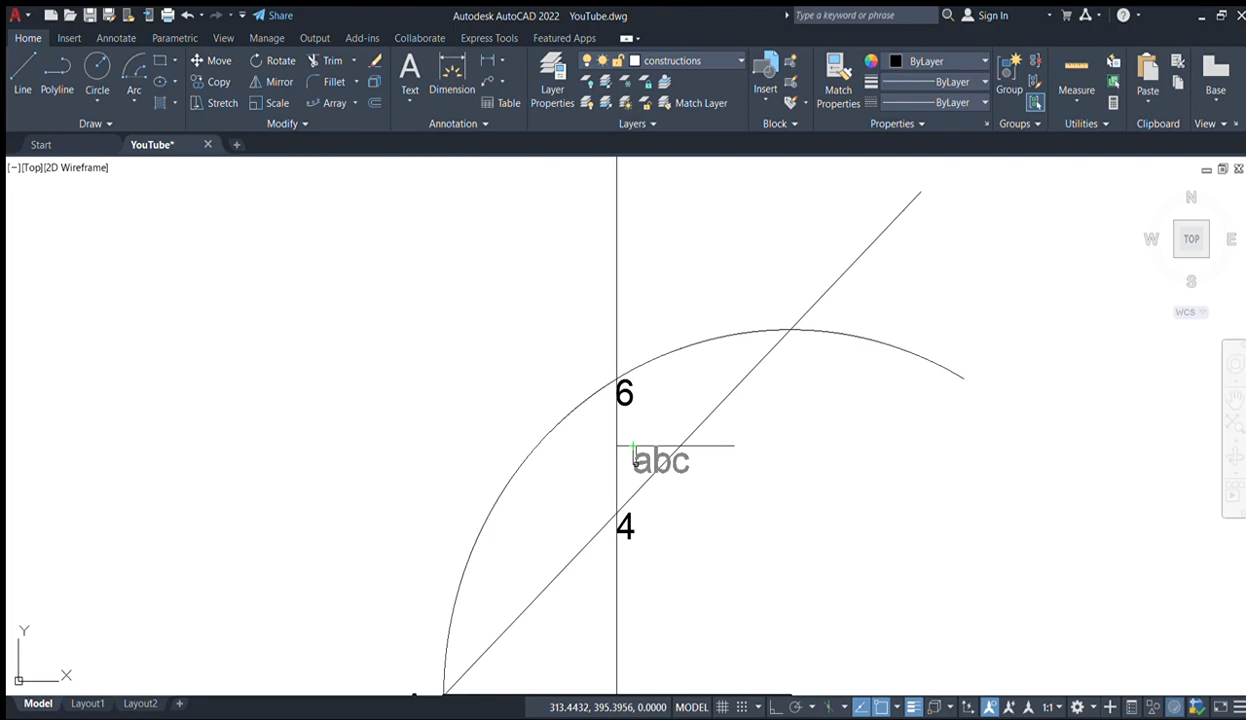 Share
Autodesk AutoCAD 2022 YouTube.dwg
Type a keyword or phrase
Sign In
Home Insert Annotate Parametric View Manage Output Add-ins Collaborate Express Tools Featured Apps
Line Polyline Circle Arc
Move Rotate Trim
Copy Mirror Fillet
Stretch Scale Array
Text Dimension Table
Layer Properties
constructions
Match Layer
Insert
Match Properties
ByLayer
ByLayer
ByLayer
Group
Measure
Paste
Base
Draw Modify Annotation Layers Block Properties Groups Utilities Clipboard View
Start YouTube*
[−][Top][2D Wireframe]
N
W TOP E
S
WCS
6
abc
4
Y
X
Model Layout1 Layout2
313.4432, 395.3956, 0.0000 MODEL 1:1